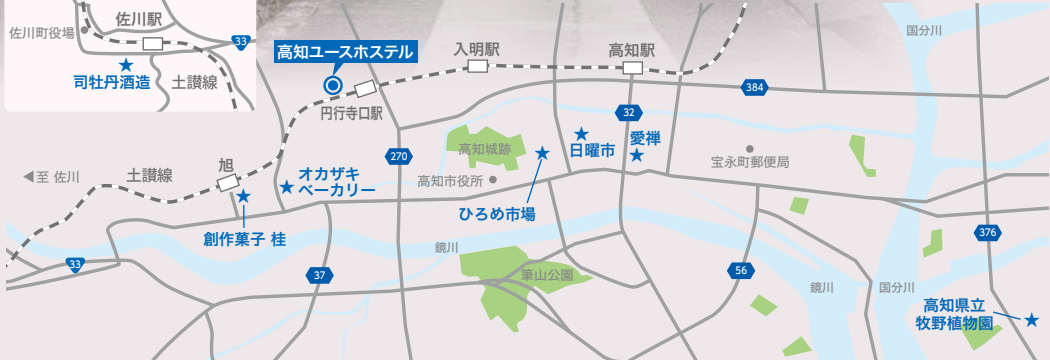 佐川駅
佐川町役場
33
司牡丹酒造
土讃線
高知ユースホステル
入明駅
高知駅
国分川
384
円行寺口駅
32
270
高知城跡
日曜市
愛禅
宝永町郵便局
旭
土讃線
◀至 佐川
オカザキ
ベーカリー
高知市役所
ひろめ市場
創作菓子 桂
鏡川
376
33
37
筆山公園
56
鏡川
国分川
高知県立
牧野植物園